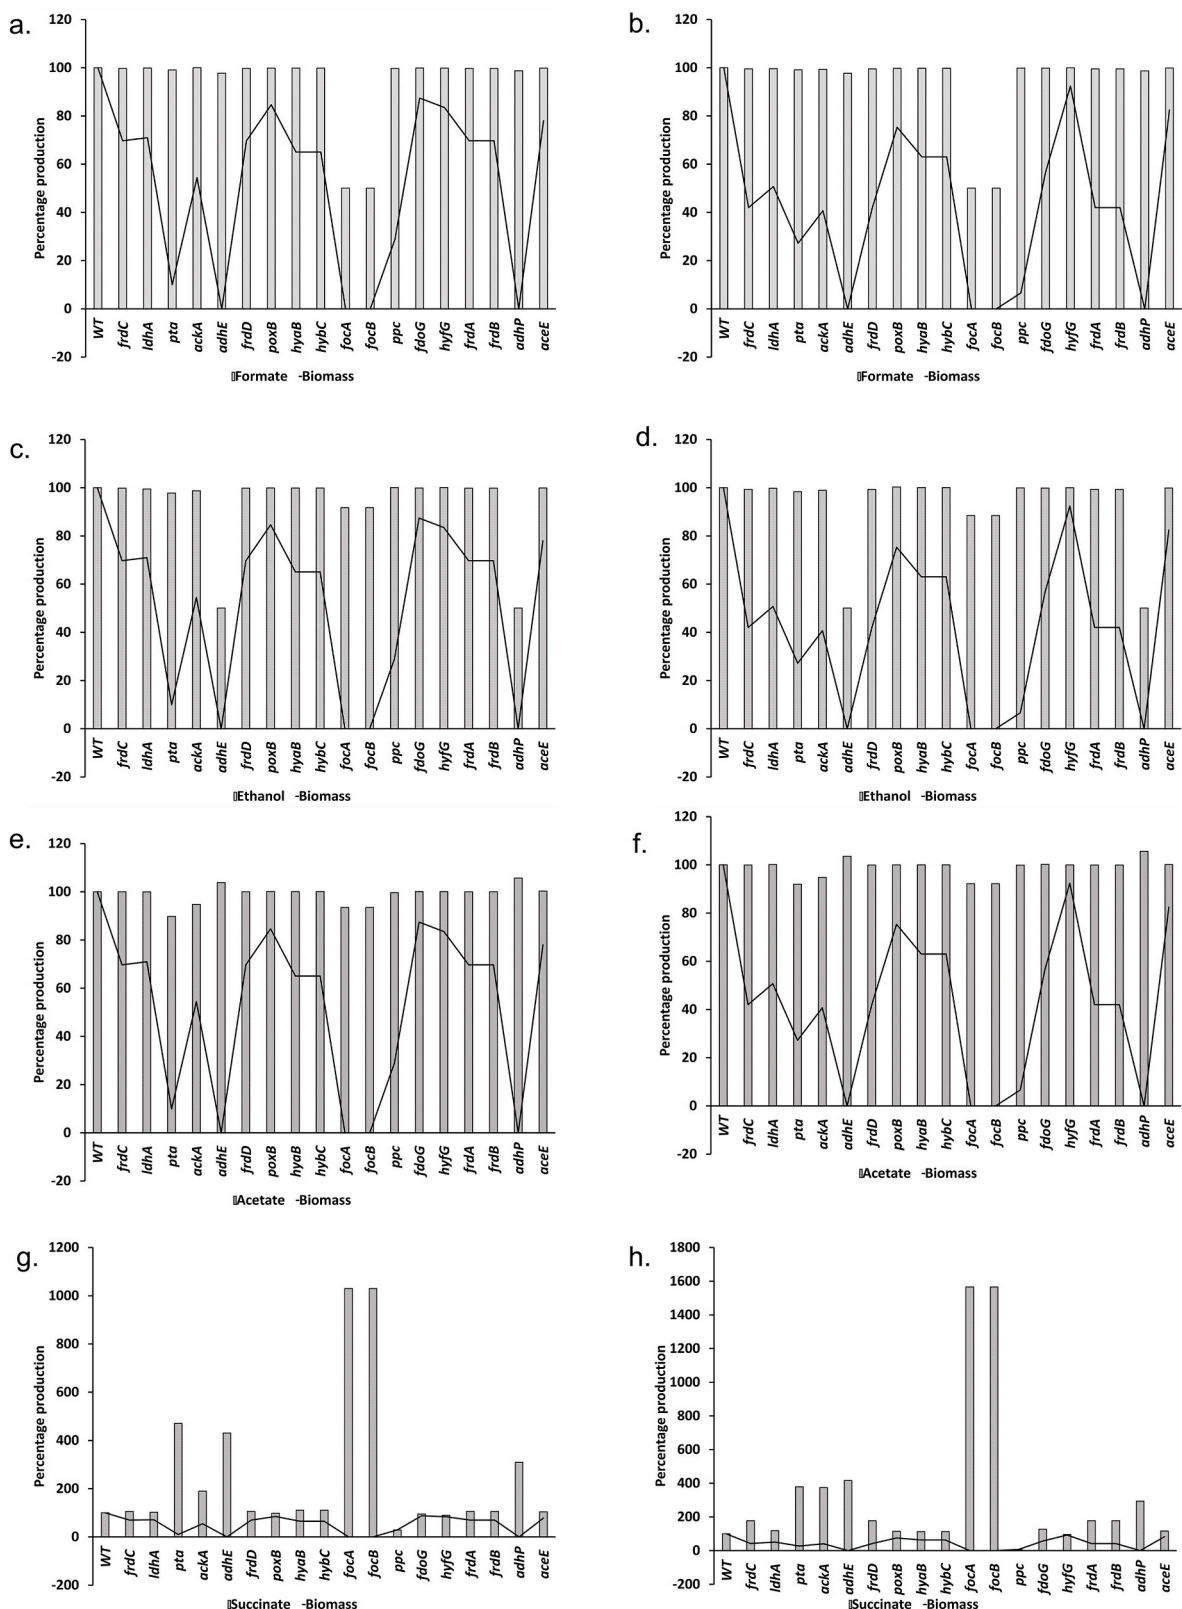 a.
120
100
80
60
40
20
0
-20
Percentage production
WT frdC ldhA pta ackA adhE frdD poxB hyaB hybC focA focB ppc fdoG hyfG frdA frdB adhP aceE
Formate -Biomass
b.
120
100
80
60
40
20
0
-20
Percentage production
WT frdC ldhA pta ackA adhE frdD poxB hyaB hybC focA focB ppc fdoG hyfG frdA frdB adhP aceE
Formate -Biomass
c.
120
100
80
60
40
20
0
-20
Percentage production
WT frdC ldhA pta ackA adhE frdD poxB hyaB hybC focA focB ppc fdoG hyfG frdA frdB adhP aceE
Ethanol -Biomass
d.
120
100
80
60
40
20
0
-20
Percentage production
WT frdC ldhA pta ackA adhE frdD poxB hyaB hybC focA focB ppc fdoG hyfG frdA frdB adhP aceE
Ethanol -Biomass
e.
120
100
80
60
40
20
0
-20
Percentage production
WT frdC ldhA pta ackA adhE frdD poxB hyaB hybC focA focB ppc fdoG hyfG frdA frdB adhP aceE
Acetate -Biomass
f.
120
100
80
60
40
20
0
-20
Percentage production
WT frdC ldhA pta ackA adhE frdD poxB hyaB hybC focA focB ppc fdoG hyfG frdA frdB adhP aceE
Acetate -Biomass
g.
1200
1000
800
600
400
200
0
-200
Percentage production
WT frdC ldhA pta ackA adhE frdD poxB hyaB hybC focA focB ppc fdoG hyfG frdA frdB adhP aceE
Succinate -Biomass
h.
1800
1600
1400
1200
1000
800
600
400
200
0
-200
Percentage production
WT frdC ldhA pta ackA adhE frdD poxB hyaB hybC focA focB ppc fdoG hyfG frdA frdB adhP aceE
Succinate -Biomass